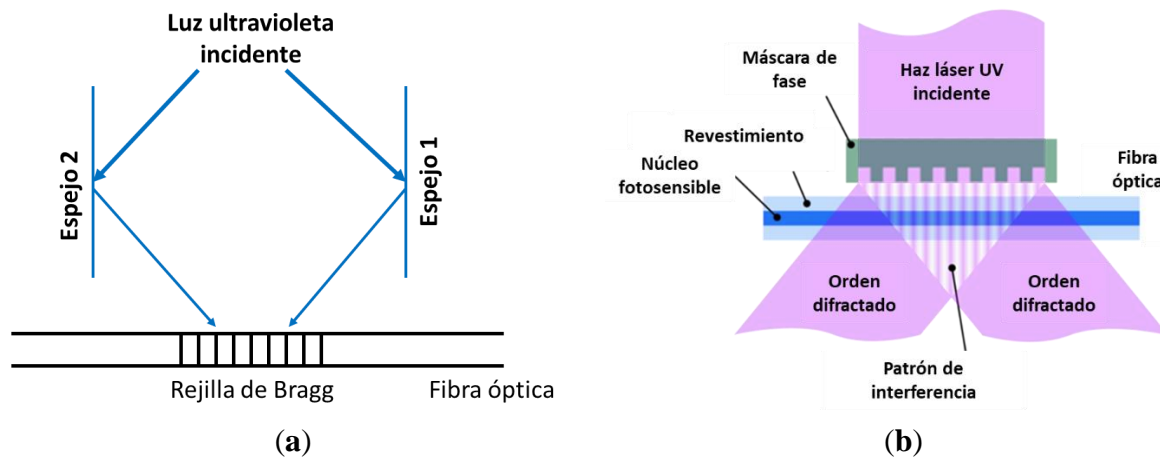 Luz ultravioleta
incidente
Espejo 2
Espejo 1
Rejilla de Bragg
Fibra óptica
(a)
Máscara de
fase
Haz láser UV
incidente
Revestimiento
Núcleo
fotosensible
Fibra
óptica
Orden
difractado
Orden
difractado
Patrón de
interferencia
(b)